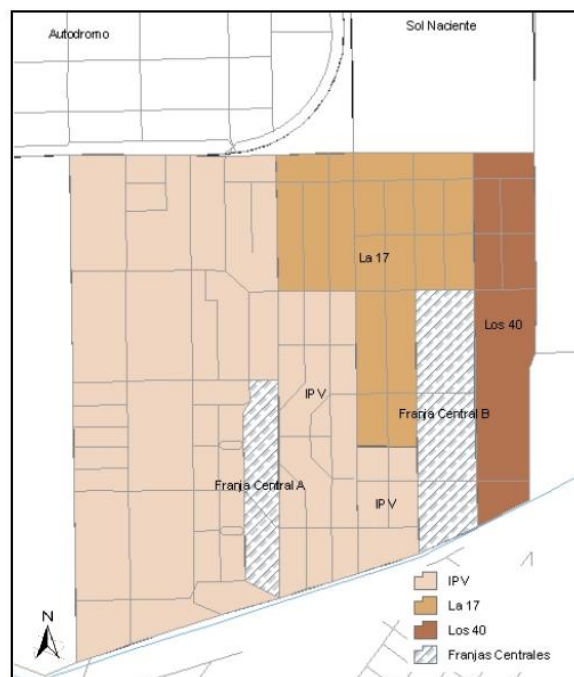 Autodromo
Sol Naciente
La 17
Los 40
IPV
Franja Central B
Franja Central A
IPV
N
IPV
La 17
Los 40
Franjas Centrales